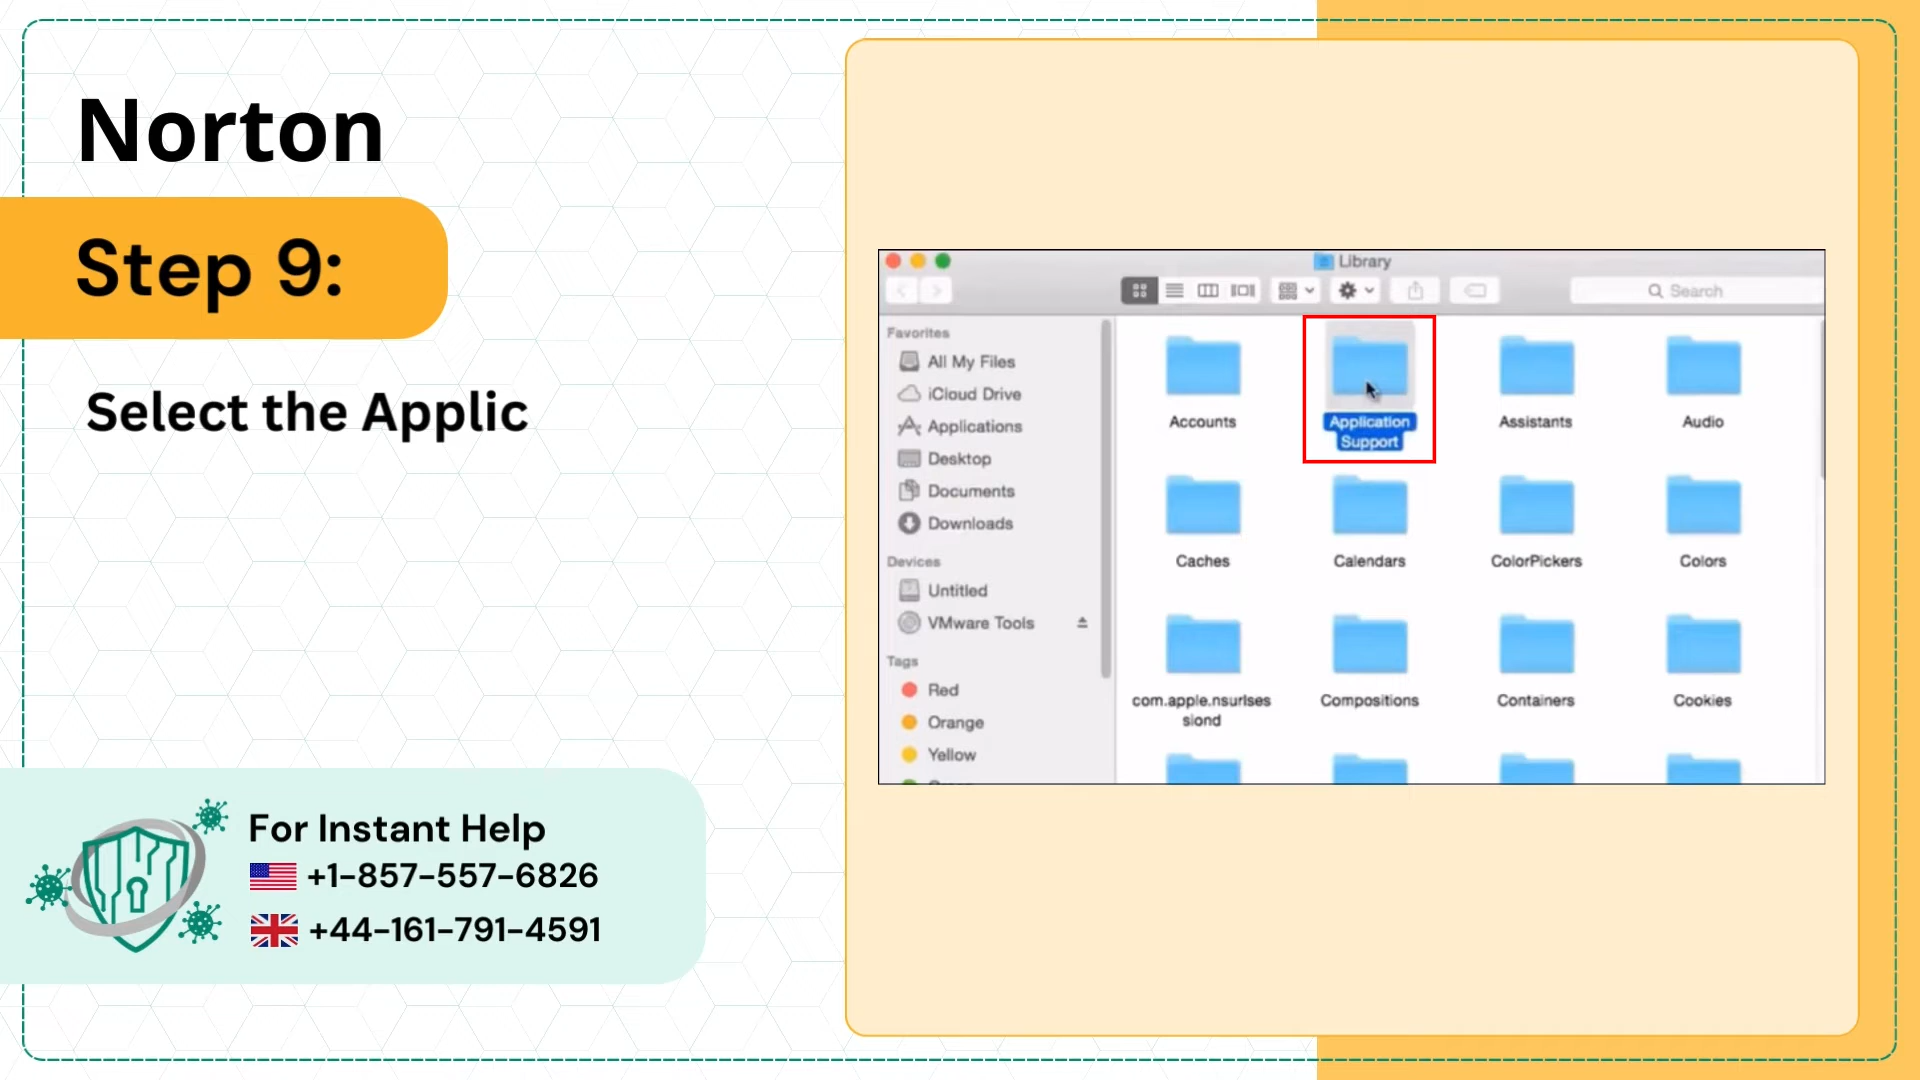 Norton
Step 9:
Select the Applic
For Instant Help
+1-857-557-6826
+44-161-791-4591
Library
Search
Favorites
All My Files
iCloud Drive
Applications
Desktop
Documents
Downloads
Devices
Untitled
VMware Tools
Tags
Red
Orange
Yellow
Accounts
Application
Support
Assistants
Audio
Caches
Calendars
ColorPickers
Colors
com.apple.nsurlses
siond
Compositions
Containers
Cookies